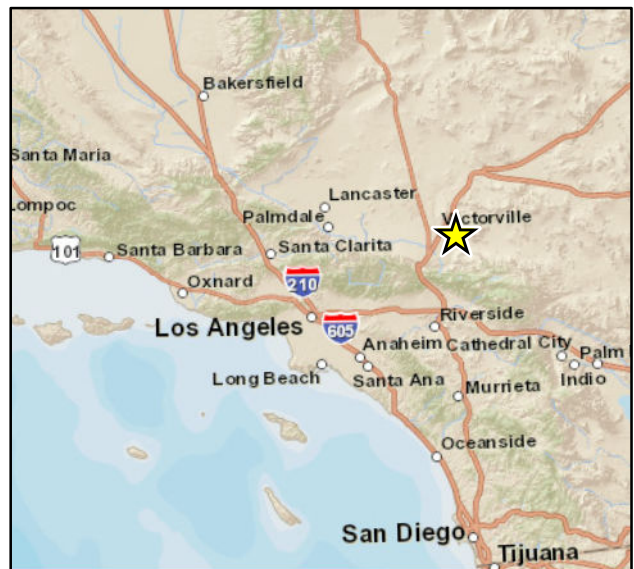 Bakersfield
Santa Maria
Lancaster
Lompoc
Palmdale
Victorville
101
Santa Barbara
Santa Clarita
Oxnard
210
Los Angeles
605
Riverside
Anaheim
Cathedral City
Palm
Long Beach
Santa Ana
Indio
Murrieta
Oceanside
San Diego
Tijuana